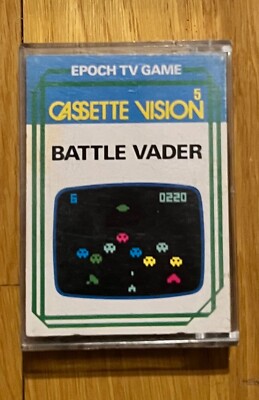 EPOCH TV GAME
5
CASSETTE VISION
BATTLE VADER
6 0220